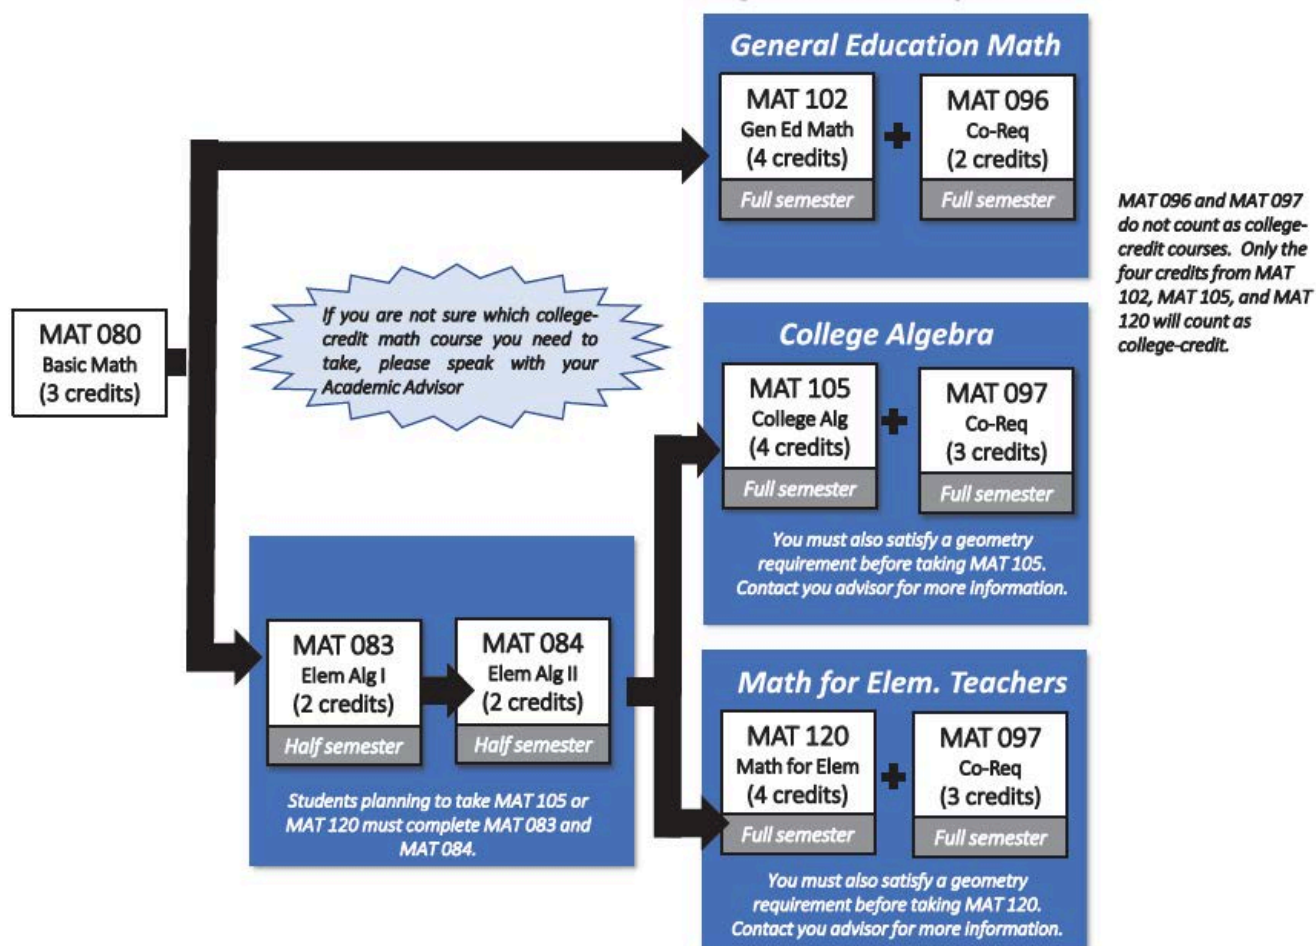 General Education Math
MAT 102
Gen Ed Math
(4 credits)
Full semester
MAT 096
Co-Req
(2 credits)
Full semester
MAT 096 and MAT 097
do not count as college-
credit courses. Only the
four credits from MAT
102, MAT 105, and MAT
120 will count as
college-credit.
If you are not sure which college-
credit math course you need to
take, please speak with your
Academic Advisor
MAT 080
Basic Math
(3 credits)
College Algebra
MAT 105
College Alg
(4 credits)
Full semester
MAT 097
Co-Req
(3 credits)
Full semester
You must also satisfy a geometry
requirement before taking MAT 105.
Contact you advisor for more information.
MAT 083
Elem Alg I
(2 credits)
Half semester
MAT 084
Elem Alg II
(2 credits)
Half semester
Students planning to take MAT 105 or
MAT 120 must complete MAT 083 and
MAT 084.
Math for Elem. Teachers
MAT 120
Math for Elem
(4 credits)
Full semester
MAT 097
Co-Req
(3 credits)
Full semester
You must also satisfy a geometry
requirement before taking MAT 120.
Contact you advisor for more information.